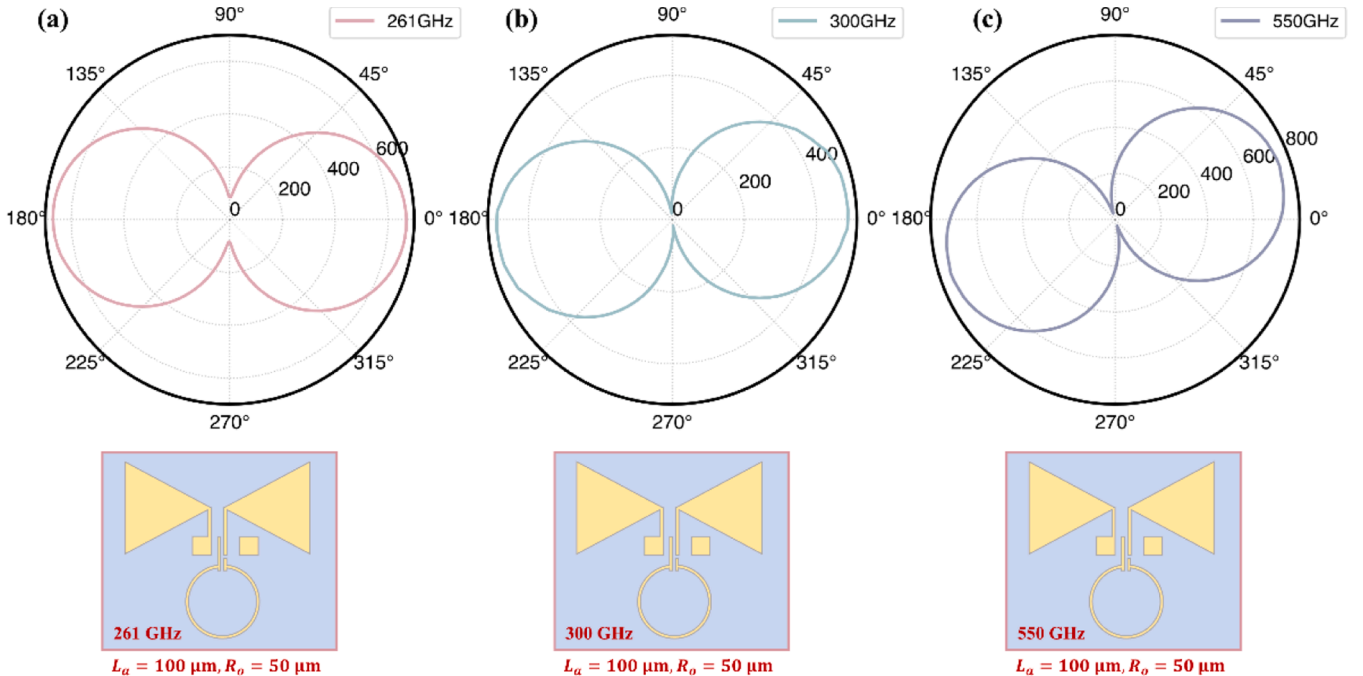 (a) 90° 261GHz
135° 45°
600
400
200
180° 0 0°
225° 315°
270°
261 GHz
L_a = 100 μm, R_o = 50 μm
(b) 90° 300GHz
135° 45°
400
200
180° 0 0°
225° 315°
270°
300 GHz
L_a = 100 μm, R_o = 50 μm
(c) 90° 550GHz
135° 45°
800
600
400
200
180° 0 0°
225° 315°
270°
550 GHz
L_a = 100 μm, R_o = 50 μm